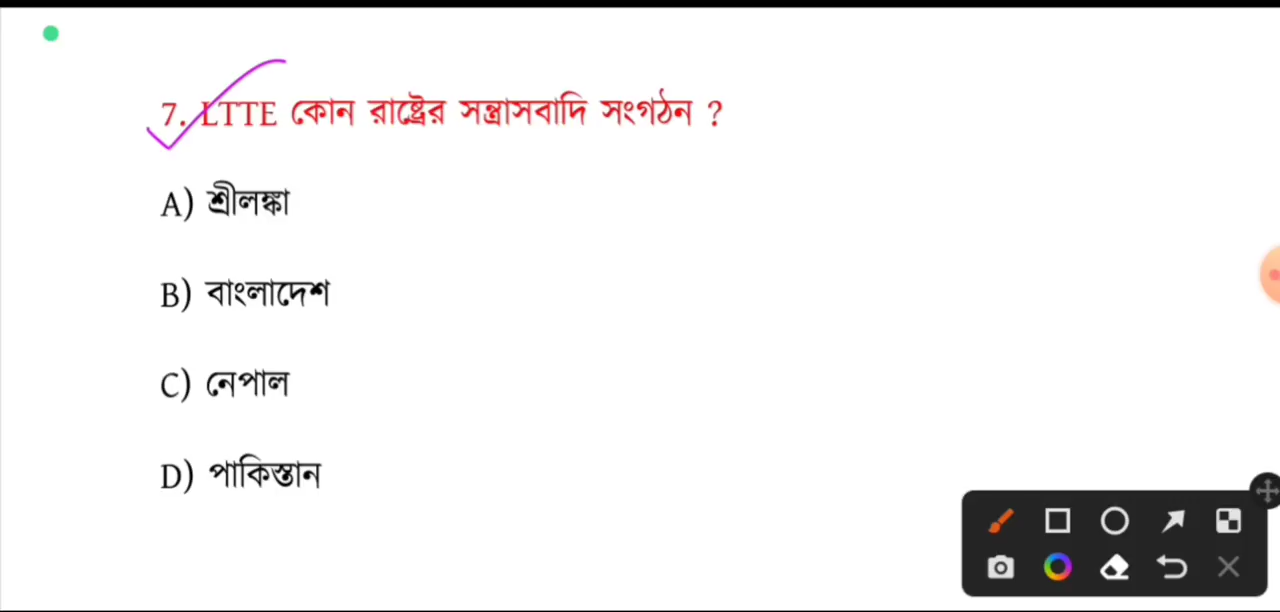 7. LTTE কোন রাষ্ট্রের সন্ত্রাসবাদি সংগঠন ?
A) শ্রীলঙ্কা
B) বাংলাদেশ
C) নেপাল
D) পাকিস্তান